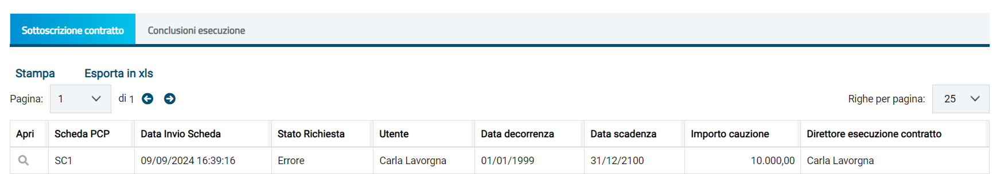 Sottoscrizione contratto Conclusioni esecuzione
Stampa Esporta in xls
Pagina: 1 di 1 Righe per pagina: 25
Apri Scheda PCP Data Invio Scheda Stato Richiesta Utente Data decorrenza Data scadenza Importo cauzione Direttore esecuzione contratto
SC1 09/09/2024 16:39:16 Errore Carla Lavorgna 01/01/1999 31/12/2100 10.000,00 Carla Lavorgna